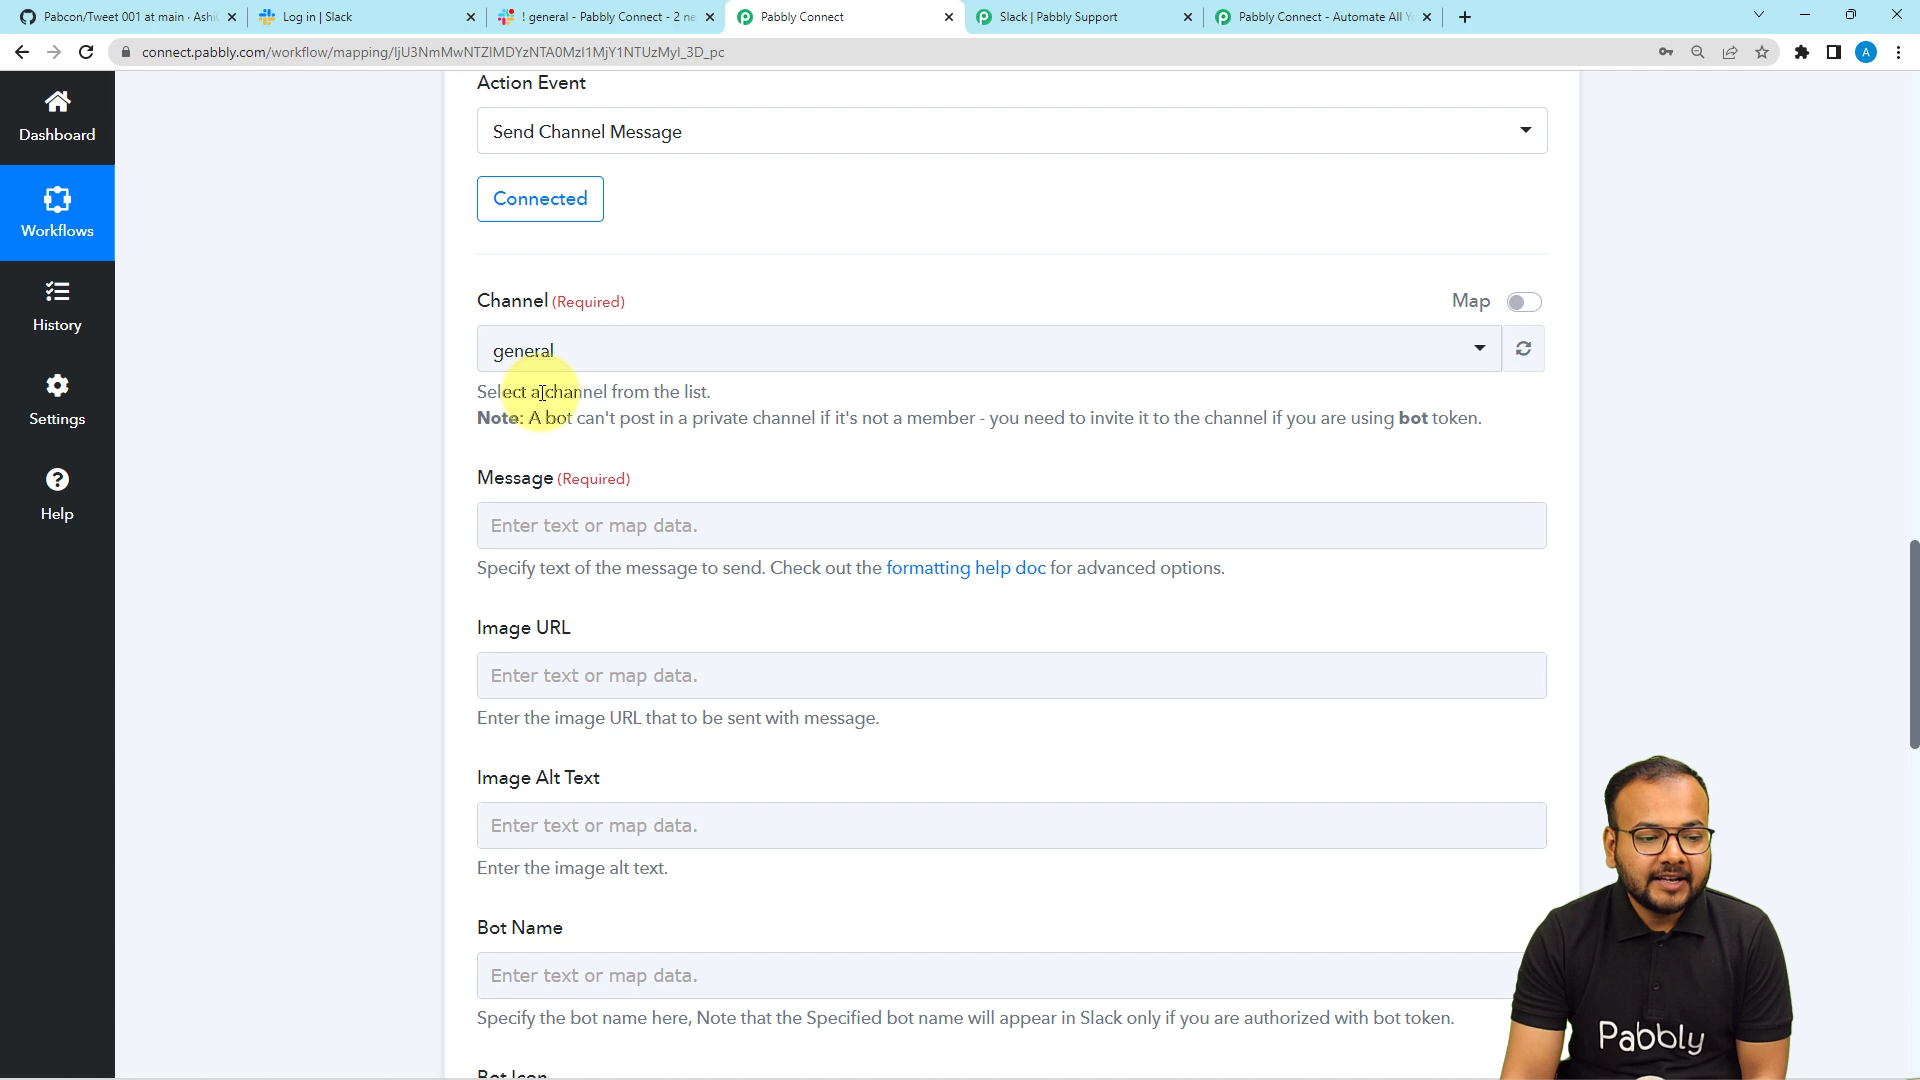 Pabcon/Tweet 001 at main · Ashi
Log in | Slack
! general - Pabbly Connect - 2 ne
Pabbly Connect
Slack | Pabbly Support
Pabbly Connect - Automate All Y
connect.pabbly.com/workflow/mapping/IjU3NmMwNTZlMDYzNTA0MzI1MjY1NTUzMyI_3D_pc
A
Dashboard
Workflows
History
Settings
Help
Action Event
Send Channel Message
Connected
Channel (Required)
Map
general
Select a channel from the list.
Note: A bot can't post in a private channel if it's not a member - you need to invite it to the channel if you are using bot token.
Message (Required)
Enter text or map data.
Specify text of the message to send. Check out the formatting help doc for advanced options.
Image URL
Enter text or map data.
Enter the image URL that to be sent with message.
Image Alt Text
Enter text or map data.
Enter the image alt text.
Bot Name
Enter text or map data.
Specify the bot name here, Note that the Specified bot name will appear in Slack only if you are authorized with bot token.
Bot Icon
Pabbly